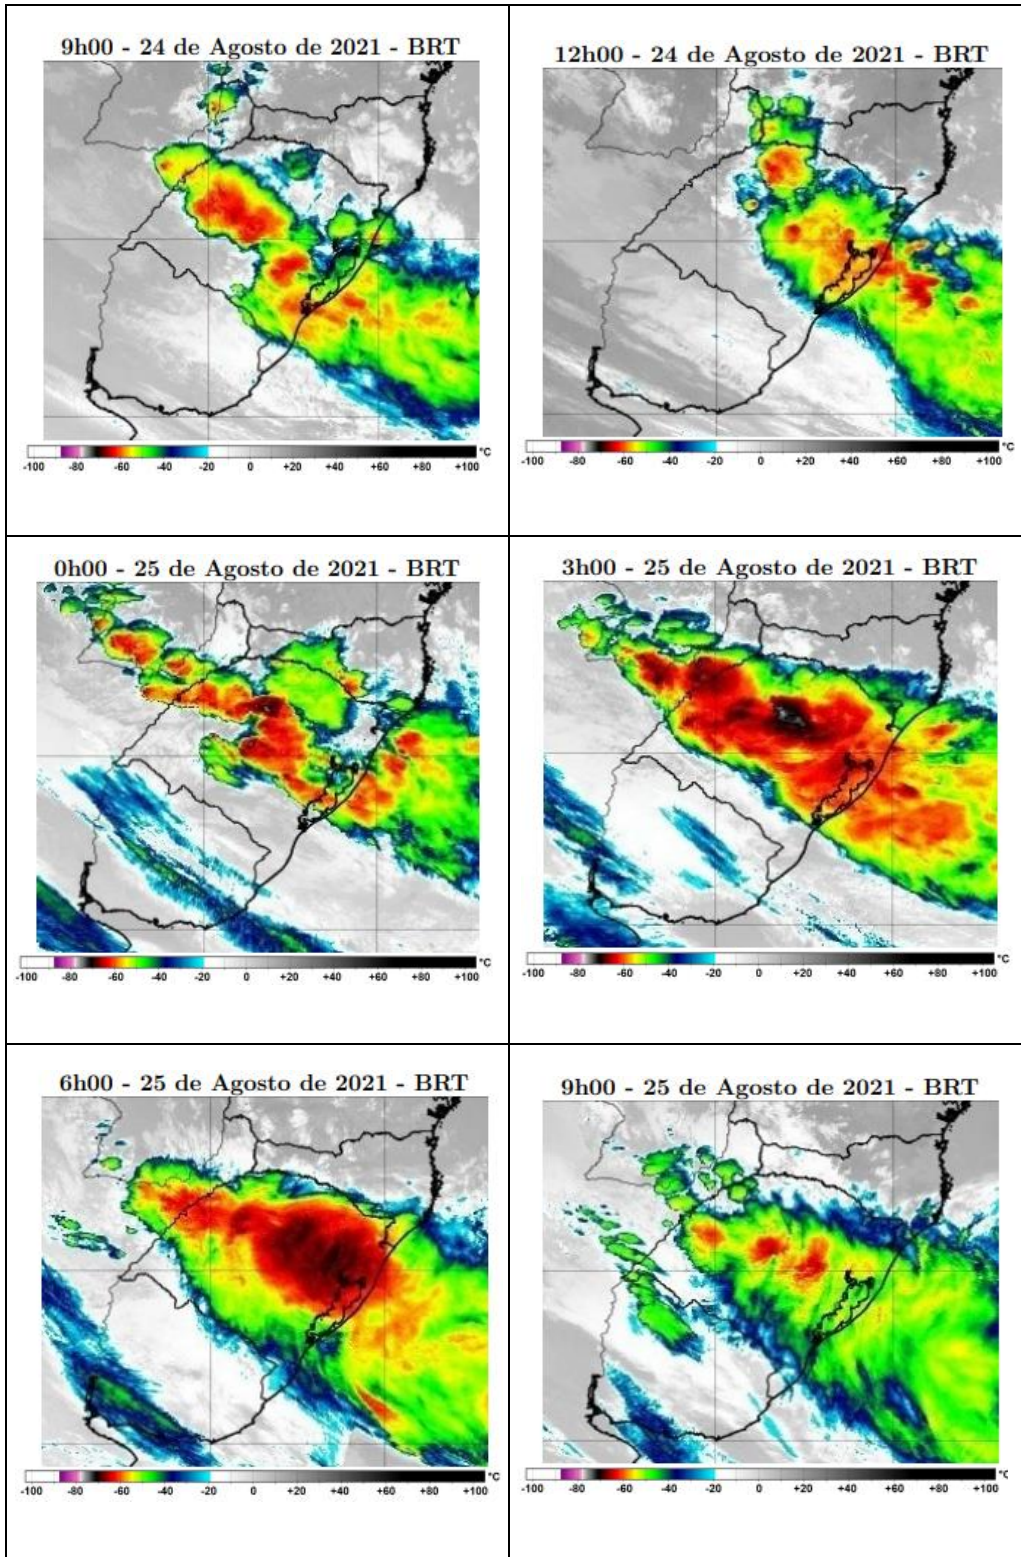 9h00 - 24 de Agosto de 2021 - BRT
12h00 - 24 de Agosto de 2021 - BRT
-100 -80 -60 -40 -20 0 +20 +40 +60 +80 +100 °C
-100 -80 -60 -40 -20 0 +20 +40 +60 +80 +100 °C
0h00 - 25 de Agosto de 2021 - BRT
3h00 - 25 de Agosto de 2021 - BRT
-100 -80 -60 -40 -20 0 +20 +40 +60 +80 +100 °C
-100 -80 -60 -40 -20 0 +20 +40 +60 +80 +100 °C
6h00 - 25 de Agosto de 2021 - BRT
9h00 - 25 de Agosto de 2021 - BRT
-100 -80 -60 -40 -20 0 +20 +40 +60 +80 +100 °C
-100 -80 -60 -40 -20 0 +20 +40 +60 +80 +100 °C